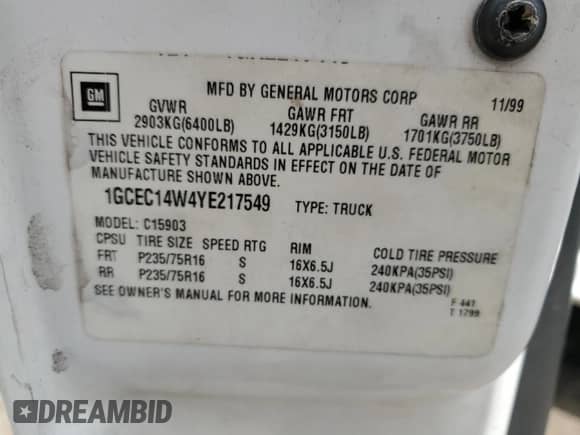 GM
MFD BY GENERAL MOTORS CORP 11/99
GVWR GAWR FRT GAWR RR
2903KG(6400LB) 1429KG(3150LB) 1701KG(3750LB)
THIS VEHICLE CONFORMS TO ALL APPLICABLE U.S. FEDERAL MOTOR
VEHICLE SAFETY STANDARDS IN EFFECT ON THE DATE OF
MANUFACTURE SHOWN ABOVE.
1GCEC14W4YE217549 TYPE: TRUCK
MODEL: C15903
CPSU TIRE SIZE SPEED RTG RIM COLD TIRE PRESSURE
FRT P235/75R16 S 16X6.5J 240KPA(35PSI)
RR P235/75R16 S 16X6.5J 240KPA(35PSI)
SEE OWNER'S MANUAL FOR MORE INFORMATION.
F 441
T 1799
DREAMBID